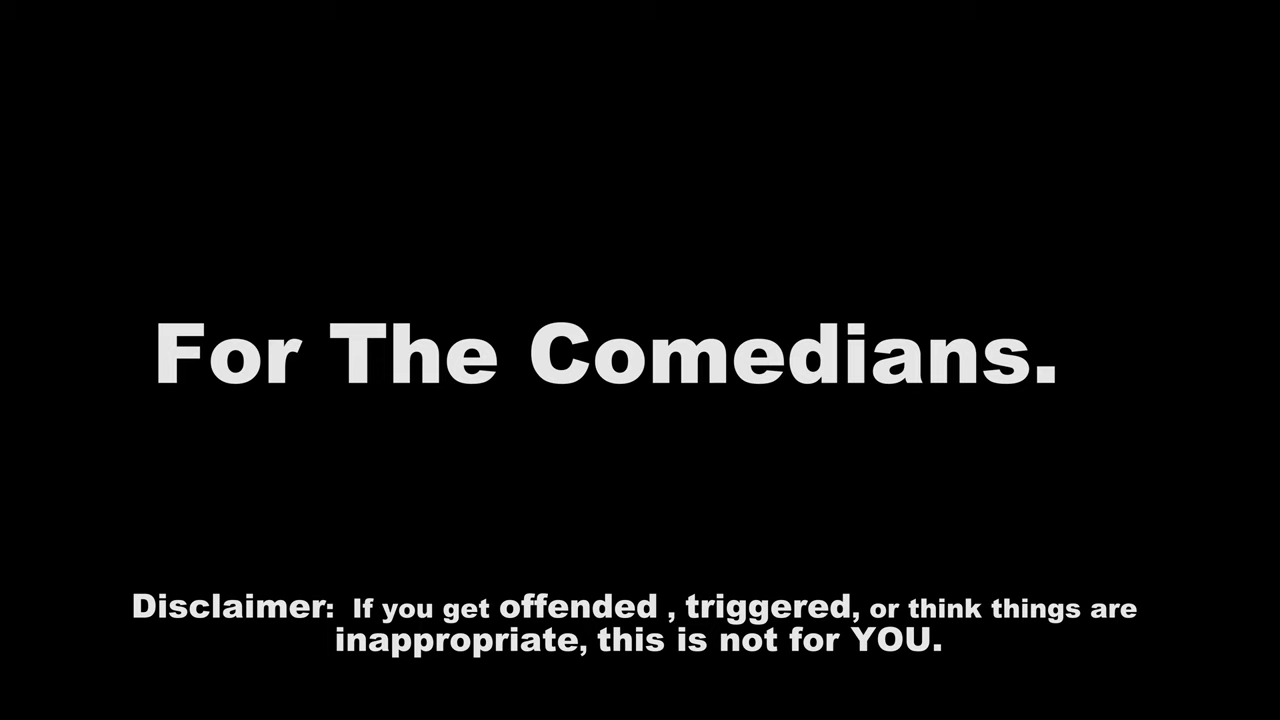 For The Comedians.
Disclaimer: If you get offended , triggered, or think things are
inappropriate, this is not for YOU.